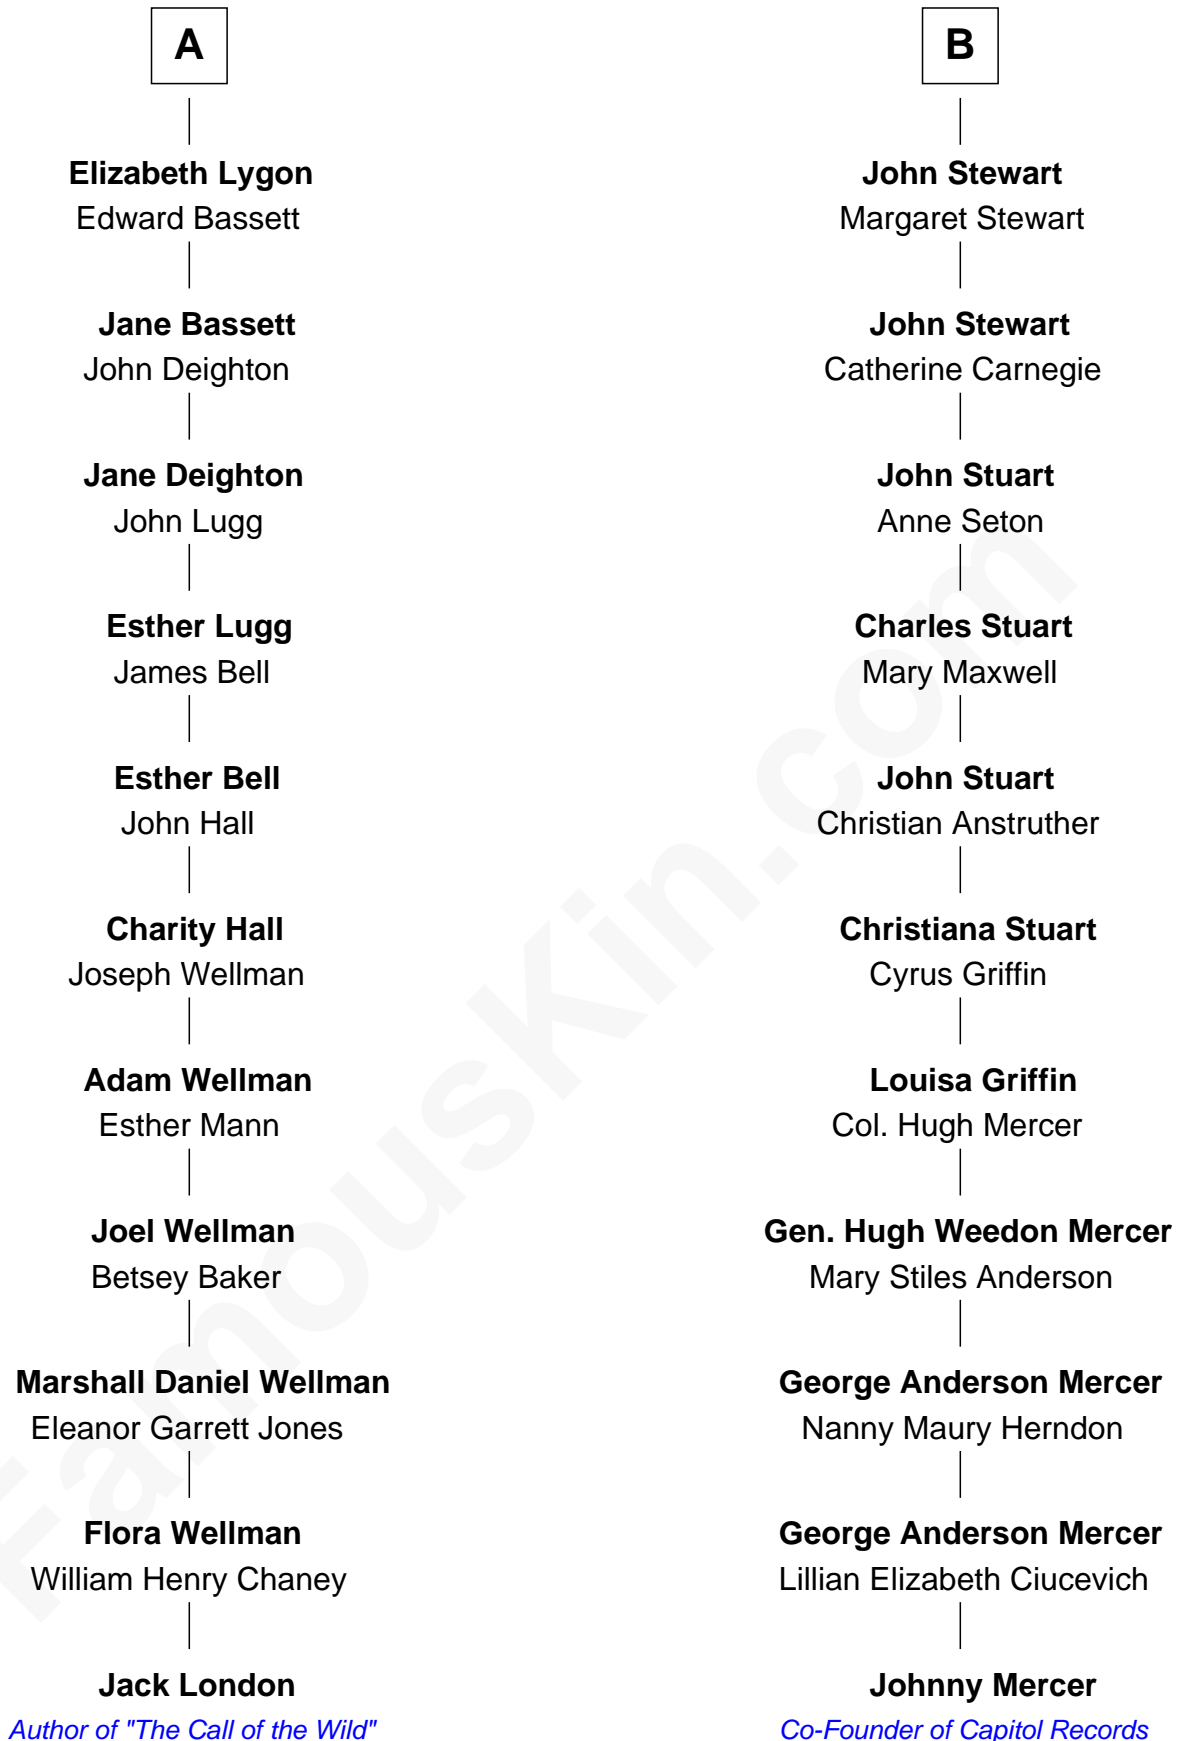 A
Elizabeth Lygon
Edward Bassett
Jane Bassett
John Deighton
Jane Deighton
John Lugg
Esther Lugg
James Bell
Esther Bell
John Hall
Charity Hall
Joseph Wellman
Adam Wellman
Esther Mann
Joel Wellman
Betsey Baker
Marshall Daniel Wellman
Eleanor Garrett Jones
Flora Wellman
William Henry Chaney
Jack London
Author of "The Call of the Wild"
B
John Stewart
Margaret Stewart
John Stewart
Catherine Carnegie
John Stuart
Anne Seton
Charles Stuart
Mary Maxwell
John Stuart
Christian Anstruther
Christiana Stuart
Cyrus Griffin
Louisa Griffin
Col. Hugh Mercer
Gen. Hugh Weedon Mercer
Mary Stiles Anderson
George Anderson Mercer
Nanny Maury Herndon
George Anderson Mercer
Lillian Elizabeth Ciucevich
Johnny Mercer
Co-Founder of Capitol Records
FamousKin.com